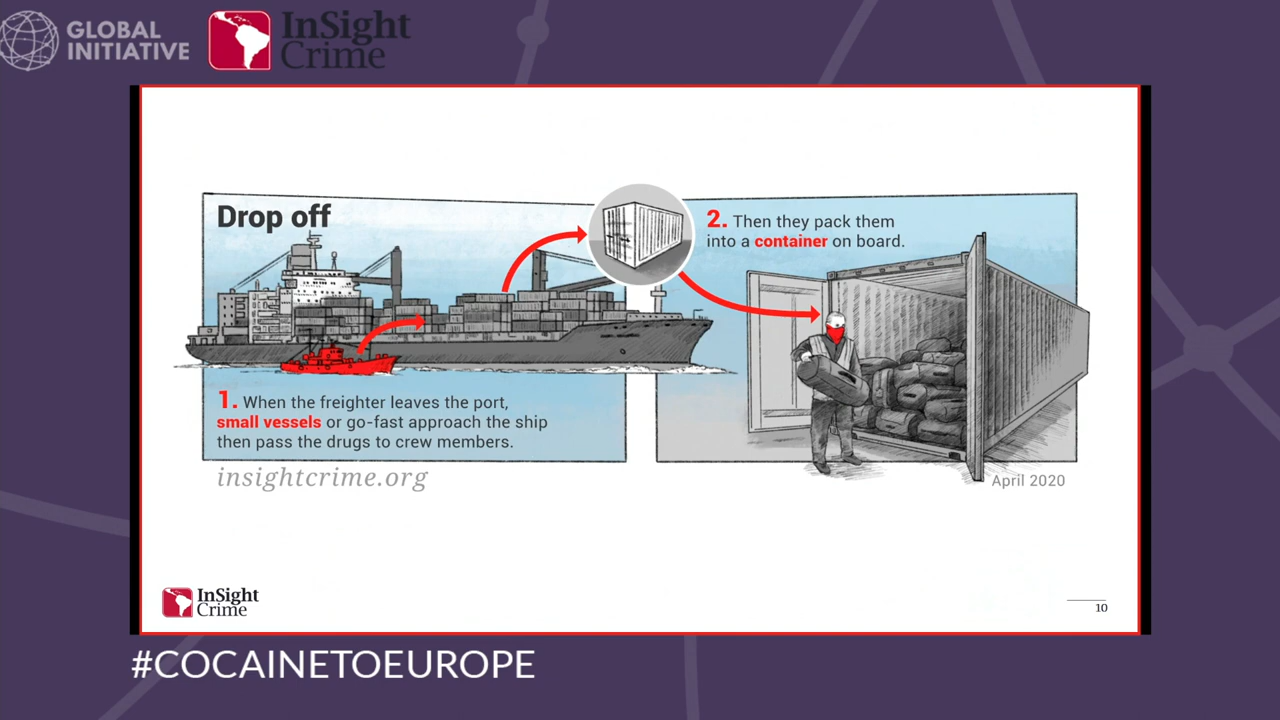 GLOBAL
INITIATIVE
InSight
Crime
Drop off
2. Then they pack them
into a container on board.
1. When the freighter leaves the port,
small vessels or go-fast approach the ship
then pass the drugs to crew members.
insightcrime.org
April 2020
InSight
Crime
10
#COCAINETOEUROPE